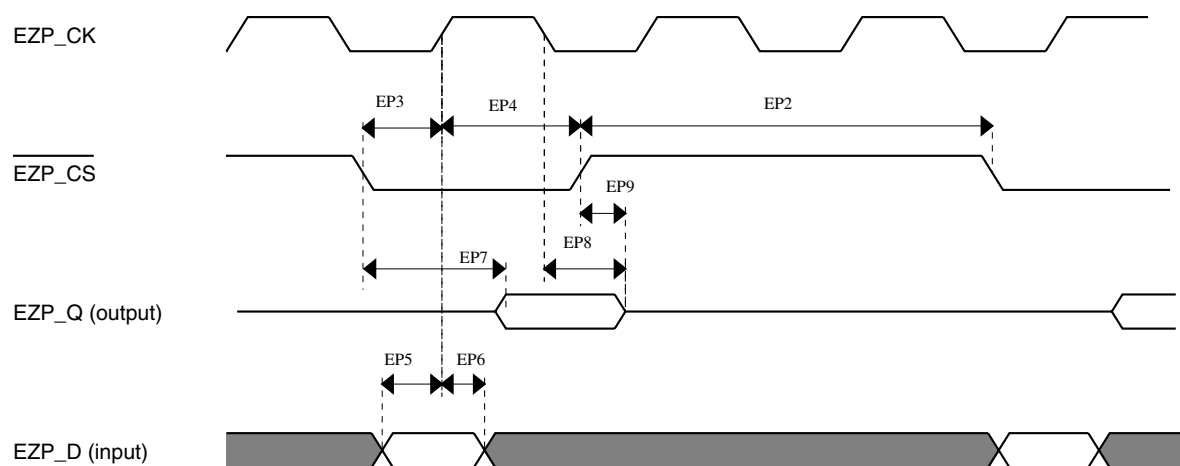 EZP_CK
EP3
EP4
EP2
EZP_CS
EP9
EP8
EP7
EZP_Q (output)
EP5
EP6
EZP_D (input)